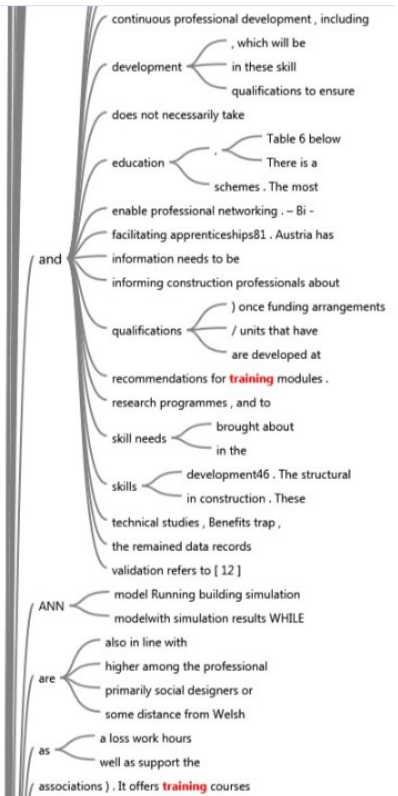 continuous professional development , including
, which will be
development
in these skill
qualifications to ensure
does not necessarily take
Table 6 below
education
.
There is a
schemes . The most
enable professional networking . – Bi -
facilitating apprenticeships81 . Austria has
and
information needs to be
informing construction professionals about
) once funding arrangements
qualifications
/ units that have
are developed at
recommendations for training modules .
research programmes , and to
brought about
skill needs
in the
development46 . The structural
skills
in construction . These
technical studies , Benefits trap ,
the remained data records
validation refers to [ 12 ]
model Running building simulation
ANN
modelwith simulation results WHILE
also in line with
higher among the professional
are
primarily social designers or
some distance from Welsh
a loss work hours
as
well as support the
associations ) . It offers training courses